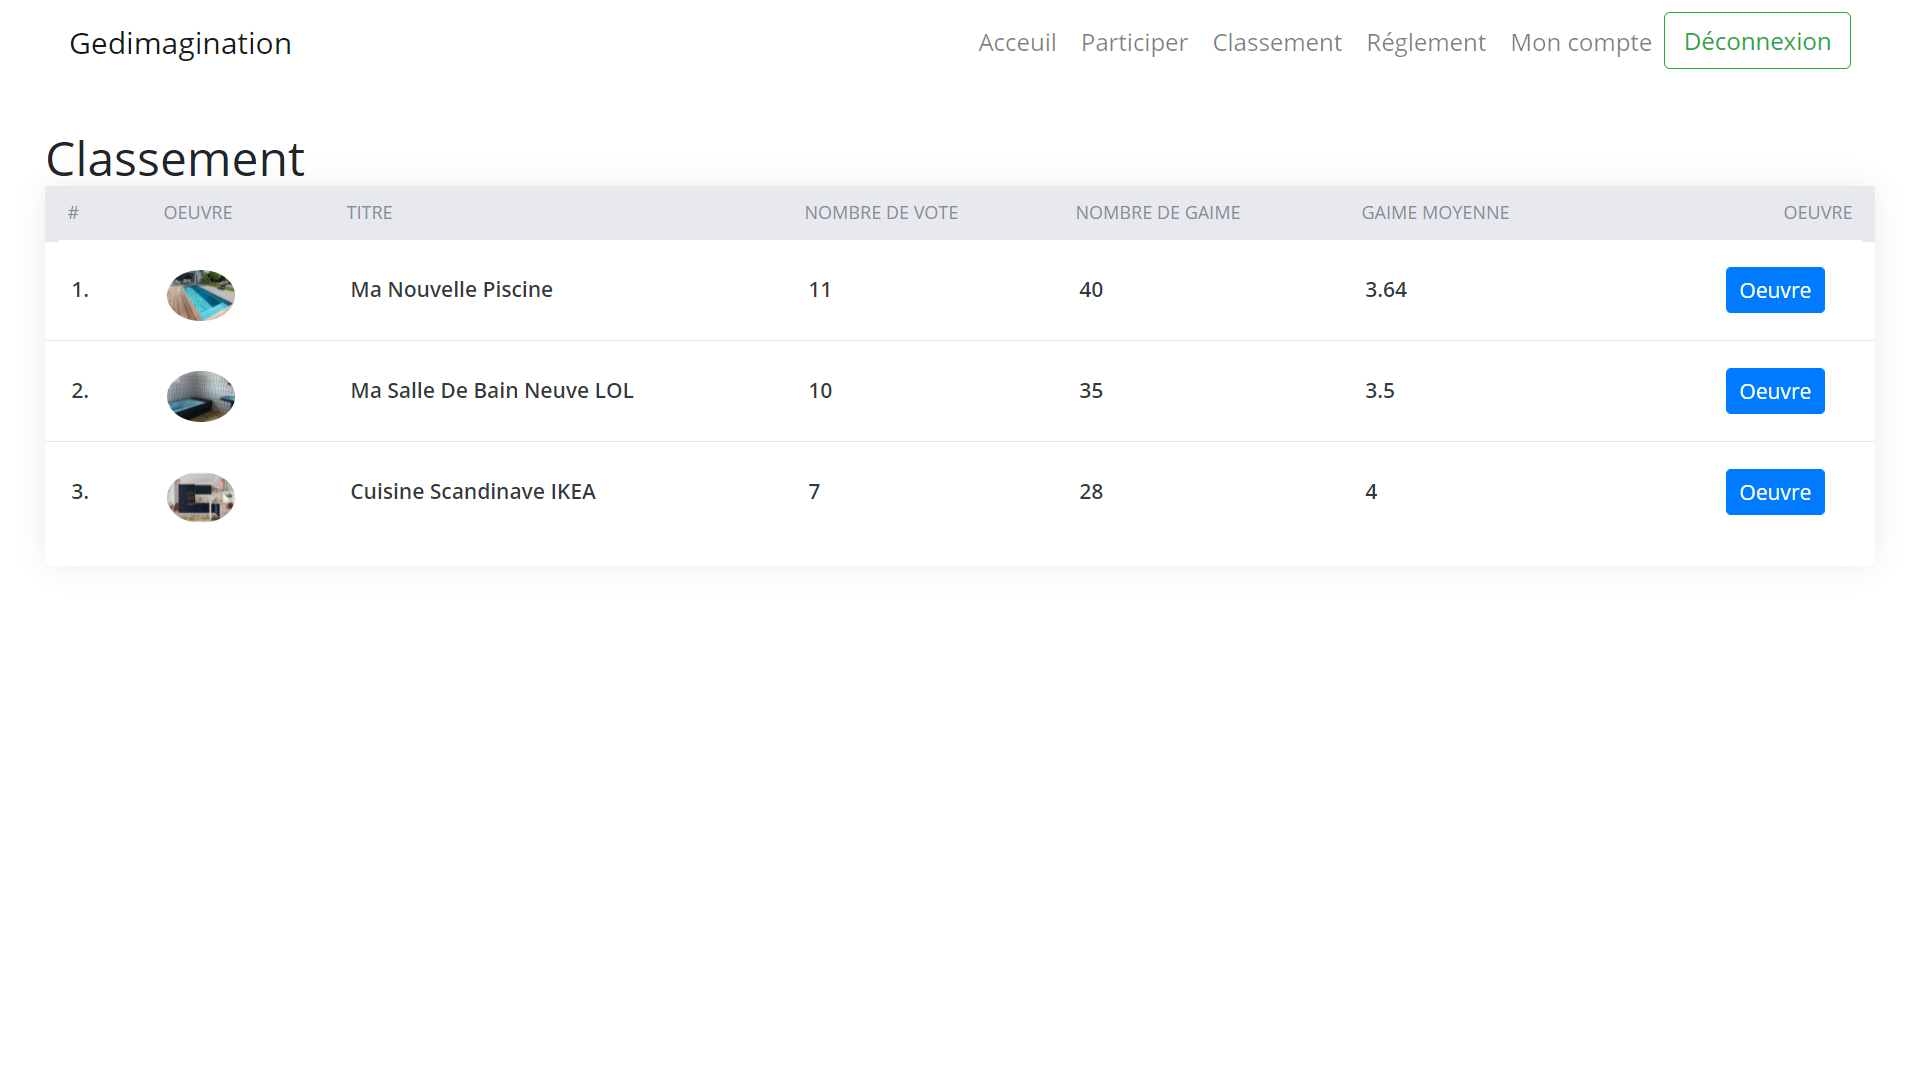 Gedimagination Acceuil Participer Classement Réglement Mon compte Déconnexion
Classement
# OEUVRE TITRE NOMBRE DE VOTE NOMBRE DE GAIME GAIME MOYENNE OEUVRE
1. Ma Nouvelle Piscine 11 40 3.64 Oeuvre
2. Ma Salle De Bain Neuve LOL 10 35 3.5 Oeuvre
3. Cuisine Scandinave IKEA 7 28 4 Oeuvre